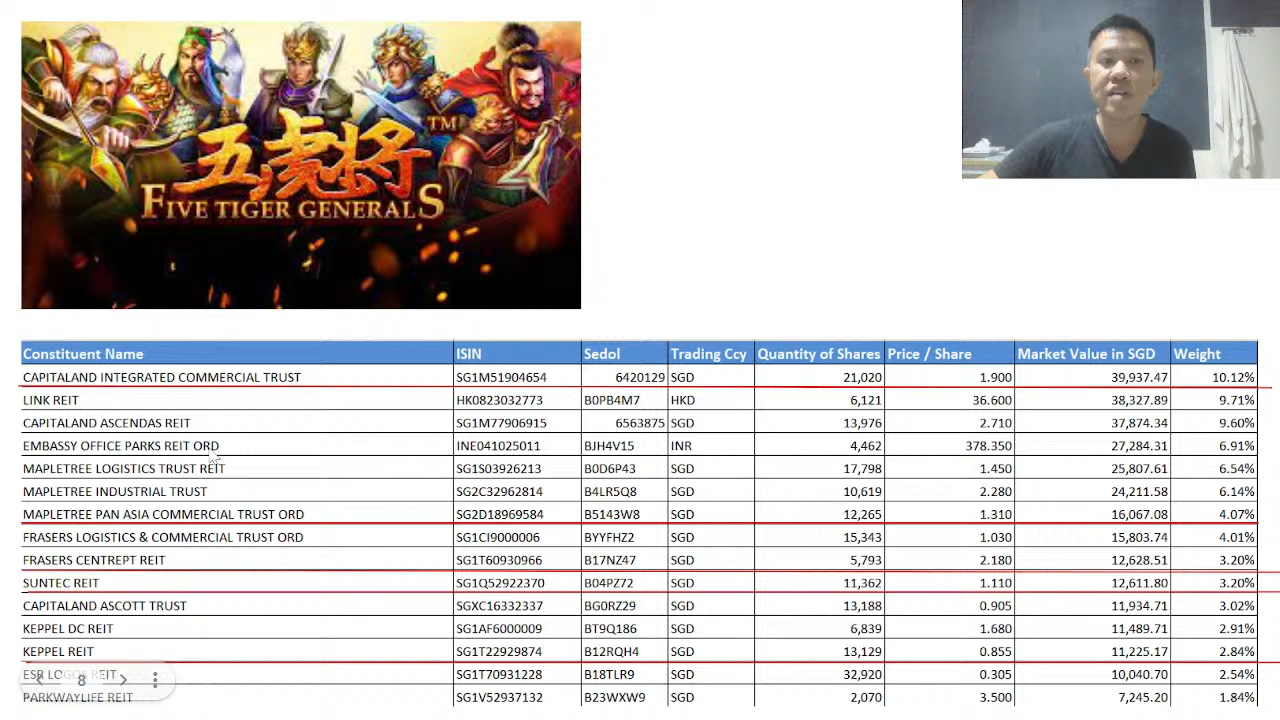 五虎将™
FIVE TIGER GENERALS
Constituent Name ISIN Sedol Trading Ccy Quantity of Shares Price / Share Market Value in SGD Weight
CAPITALAND INTEGRATED COMMERCIAL TRUST SG1M51904654 6420129 SGD 21,020 1.900 39,937.47 10.12%
LINK REIT HK0823032773 B0PB4M7 HKD 6,121 36.600 38,327.89 9.71%
CAPITALAND ASCENDAS REIT SG1M77906915 6563875 SGD 13,976 2.710 37,874.34 9.60%
EMBASSY OFFICE PARKS REIT ORD INE041025011 BJH4V15 INR 4,462 378.350 27,284.31 6.91%
MAPLETREE LOGISTICS TRUST REIT SG1S03926213 B0D6P43 SGD 17,798 1.450 25,807.61 6.54%
MAPLETREE INDUSTRIAL TRUST SG2C32962814 B4LR5Q8 SGD 10,619 2.280 24,211.58 6.14%
MAPLETREE PAN ASIA COMMERCIAL TRUST ORD SG2D18969584 B5143W8 SGD 12,265 1.310 16,067.08 4.07%
FRASERS LOGISTICS & COMMERCIAL TRUST ORD SG1CI9000006 BYYFHZ2 SGD 15,343 1.030 15,803.74 4.01%
FRASERS CENTREPT REIT SG1T60930966 B17NZ47 SGD 5,793 2.180 12,628.51 3.20%
SUNTEC REIT SG1Q52922370 B04PZ72 SGD 11,362 1.110 12,611.80 3.20%
CAPITALAND ASCOTT TRUST SGXC16332337 BG0RZ29 SGD 13,188 0.905 11,934.71 3.02%
KEPPEL DC REIT SG1AF6000009 BT9Q186 SGD 6,839 1.680 11,489.71 2.91%
KEPPEL REIT SG1T22929874 B12RQH4 SGD 13,129 0.855 11,225.17 2.84%
ESR LOGOS REIT SG1T70931228 B18TLR9 SGD 32,920 0.305 10,040.70 2.54%
8
PARKWAYLIFE REIT SG1V52937132 B23WXW9 SGD 2,070 3.500 7,245.20 1.84%